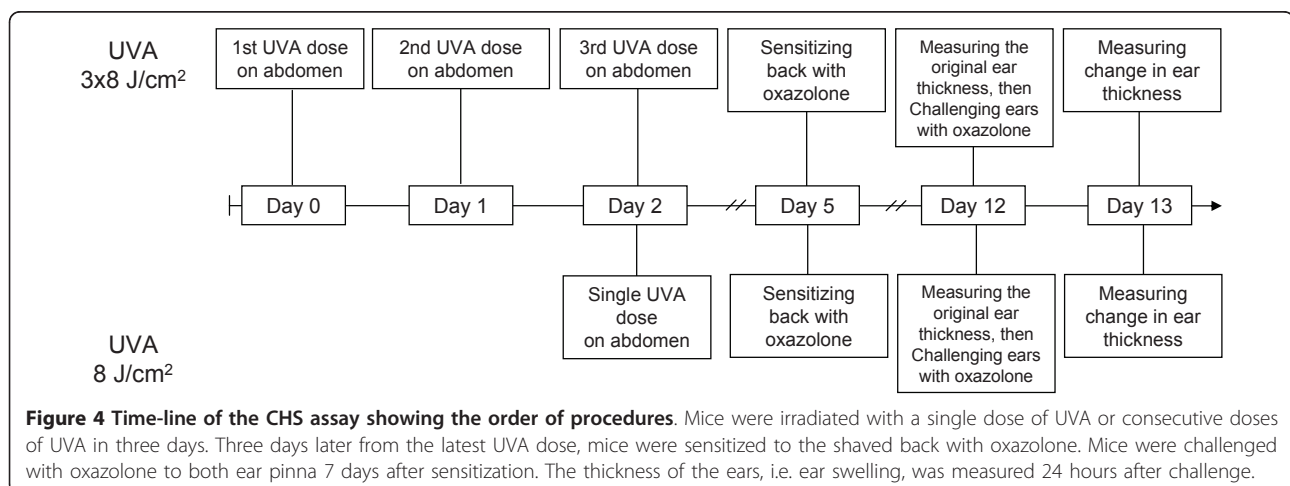 UVA
3x8 J/cm²
1st UVA dose
on abdomen
2nd UVA dose
on abdomen
3rd UVA dose
on abdomen
Sensitizing
back with
oxazolone
Measuring the
original ear
thickness, then
Challenging ears
with oxazolone
Measuring
change in ear
thickness
Day 0
Day 1
Day 2
Day 5
Day 12
Day 13
UVA
8 J/cm²
Single UVA
dose
on abdomen
Sensitizing
back with
oxazolone
Measuring the
original ear
thickness, then
Challenging ears
with oxazolone
Measuring
change in ear
thickness
Figure 4 Time-line of the CHS assay showing the order of procedures. Mice were irradiated with a single dose of UVA or consecutive doses
of UVA in three days. Three days later from the latest UVA dose, mice were sensitized to the shaved back with oxazolone. Mice were challenged
with oxazolone to both ear pinna 7 days after sensitization. The thickness of the ears, i.e. ear swelling, was measured 24 hours after challenge.